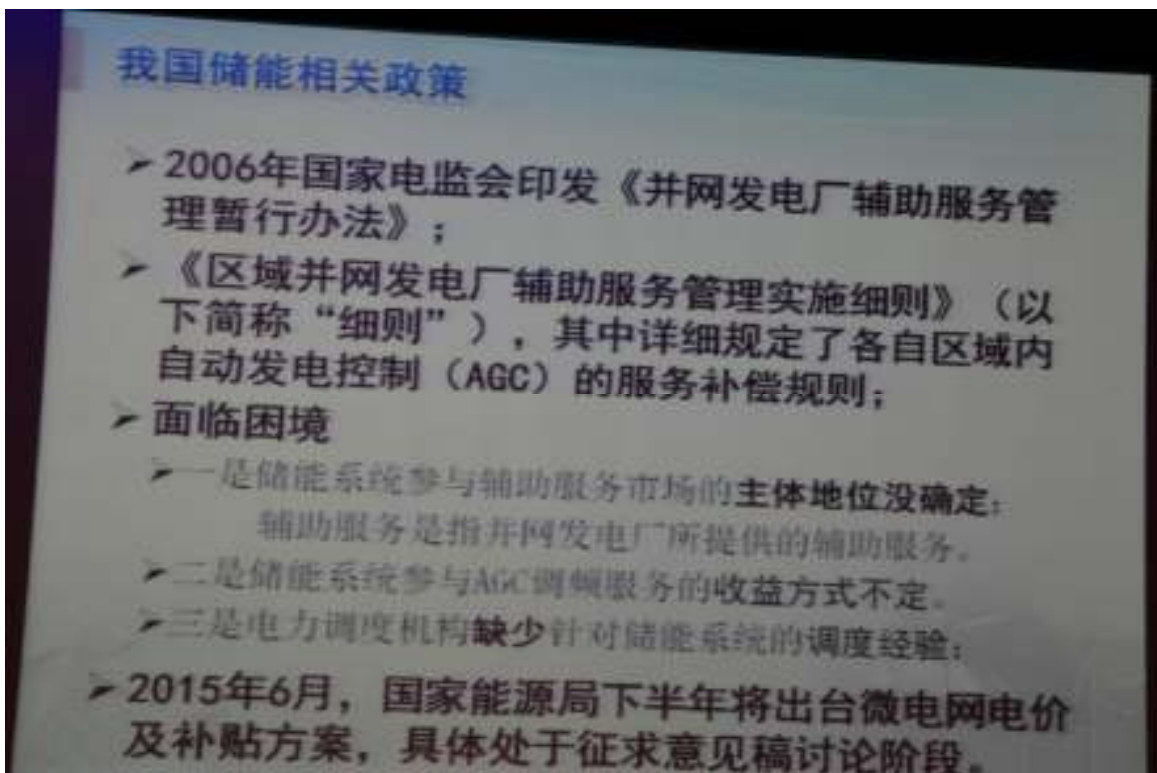 我国储能相关政策
➢2006年国家电监会印发《并网发电厂辅助服务管
理暂行办法》；
➢《区域并网发电厂辅助服务管理实施细则》（以
下简称“细则”），其中详细规定了各自区域内
自动发电控制（AGC）的服务补偿规则；
➢面临困境
➢一是储能系统参与辅助服务市场的主体地位没确定；
辅助服务是指并网发电厂所提供的辅助服务。
➢二是储能系统参与AGC调频服务的收益方式不定。
➢三是电力调度机构缺少针对储能系统的调度经验；
➢2015年6月，国家能源局下半年将出台微电网电价
及补贴方案，具体处于征求意见稿讨论阶段。